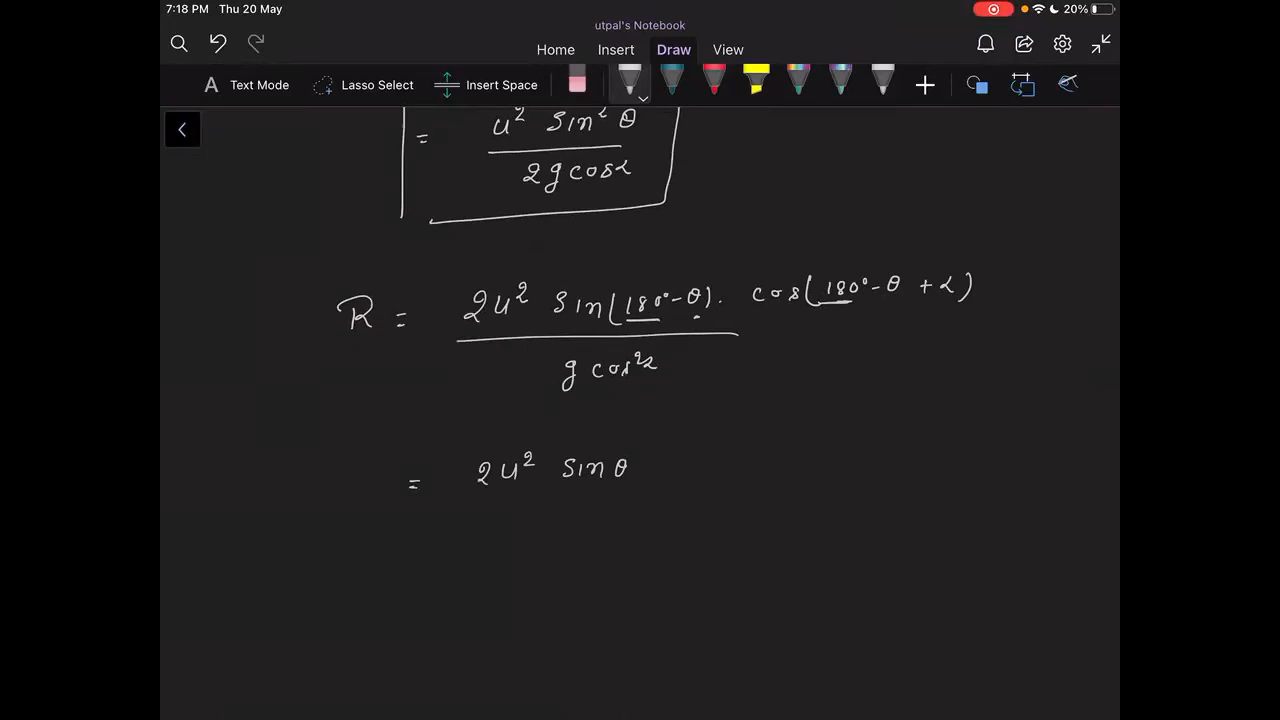 7:18 PM Thu 20 May 20%
utpal's Notebook
Home Insert Draw View
A Text Mode Lasso Select Insert Space
= u² sin² θ
2g cosα
R = 2u² sin(180°-θ). cos(180°-θ + α)
g cos²α
= 2u² sin θ